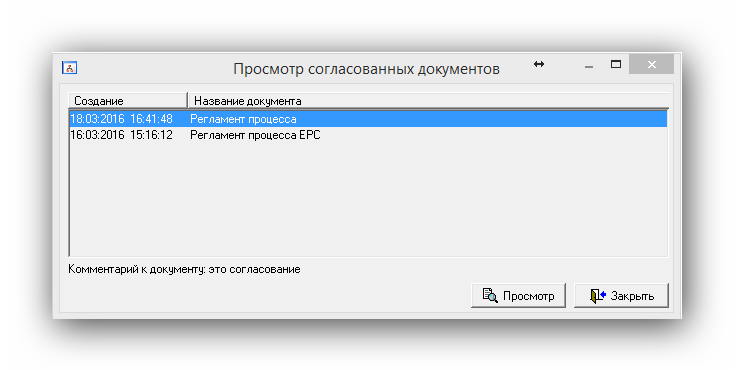 Просмотр согласованных документов
Создание Название документа
18:03:2016 16:41:48 Регламент процесса
16:03:2016 15:16:12 Регламент процесса EPC
Комментарий к документу: это согласование
Просмотр Закрыть